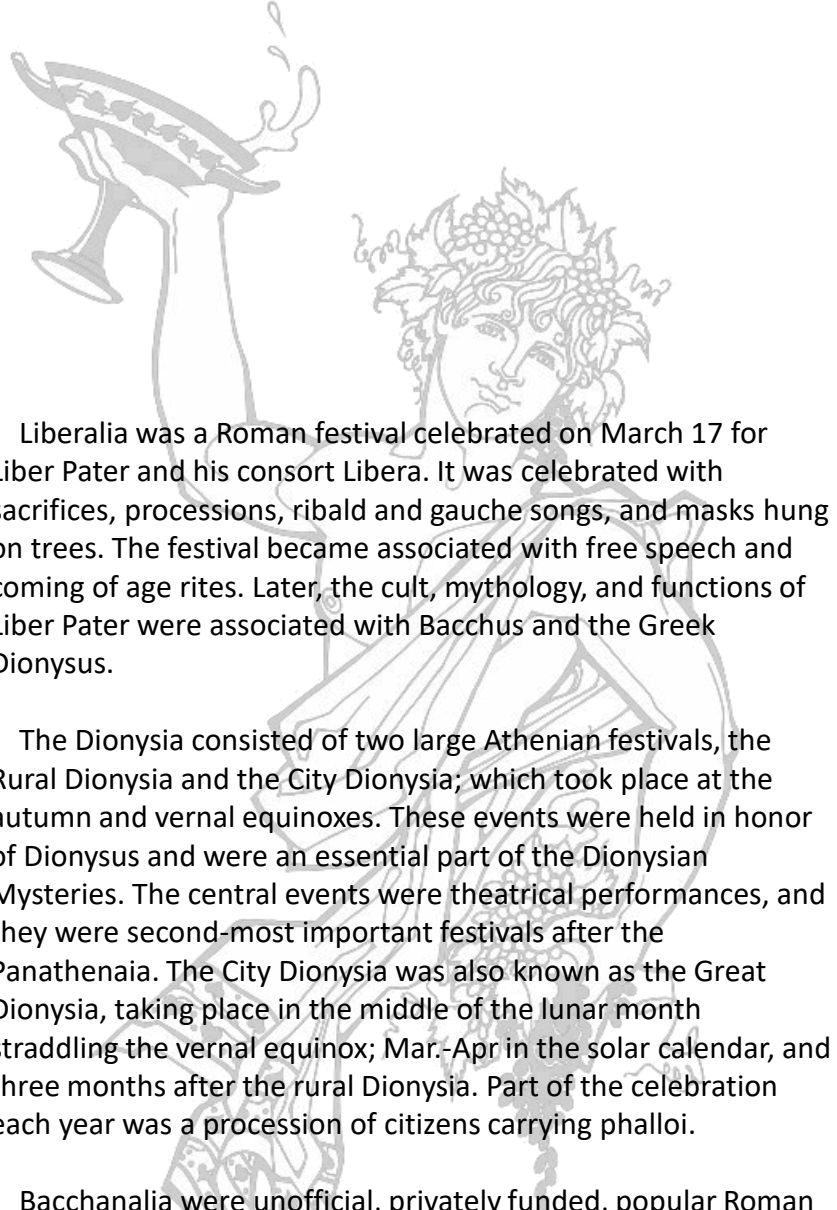 Liberalia was a Roman festival celebrated on March 17 for
Liber Pater and his consort Libera. It was celebrated with
sacrifices, processions, ribald and gauche songs, and masks hung
on trees. The festival became associated with free speech and
coming of age rites. Later, the cult, mythology, and functions of
Liber Pater were associated with Bacchus and the Greek
Dionysus.
The Dionysia consisted of two large Athenian festivals, the
Rural Dionysia and the City Dionysia; which took place at the
autumn and vernal equinoxes. These events were held in honor
of Dionysus and were an essential part of the Dionysian
Mysteries. The central events were theatrical performances, and
they were second-most important festivals after the
Panathenaia. The City Dionysia was also known as the Great
Dionysia, taking place in the middle of the lunar month
straddling the vernal equinox; Mar.-Apr in the solar calendar, and
three months after the rural Dionysia. Part of the celebration
each year was a procession of citizens carrying phalloi.
Bacchanalia were unofficial, privately funded, popular Roman